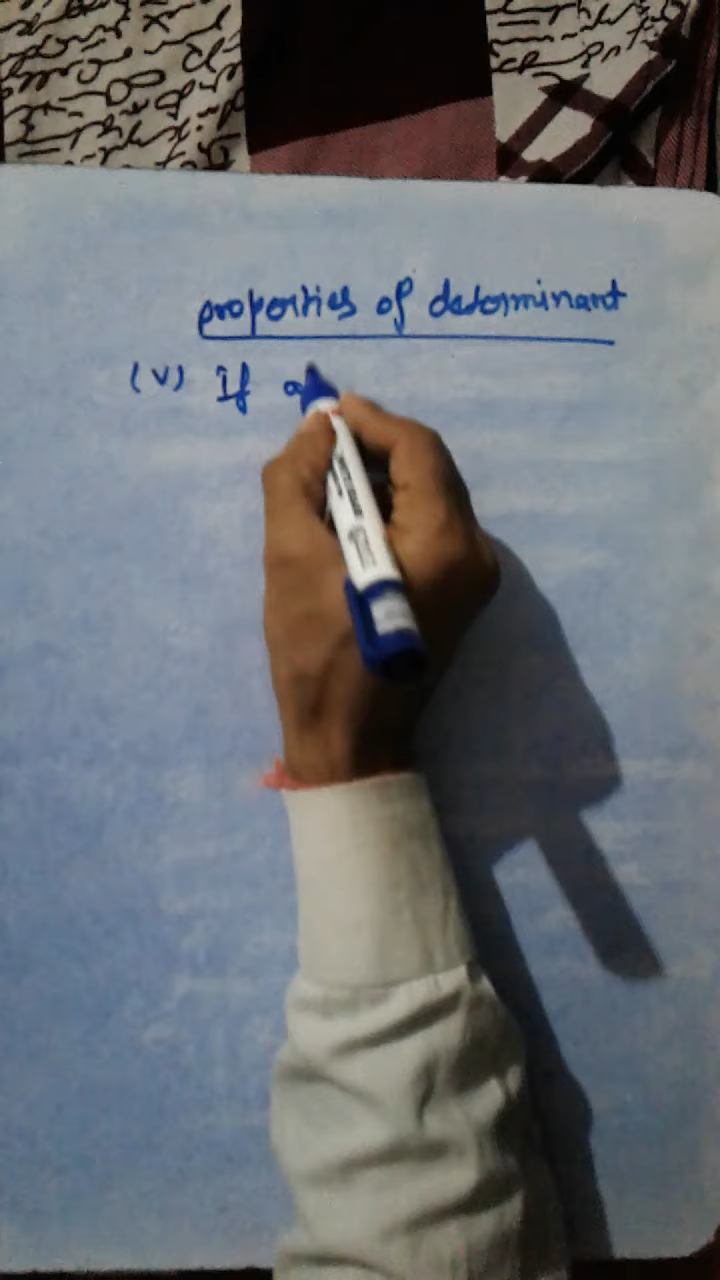 properties of determinant
(v) If a